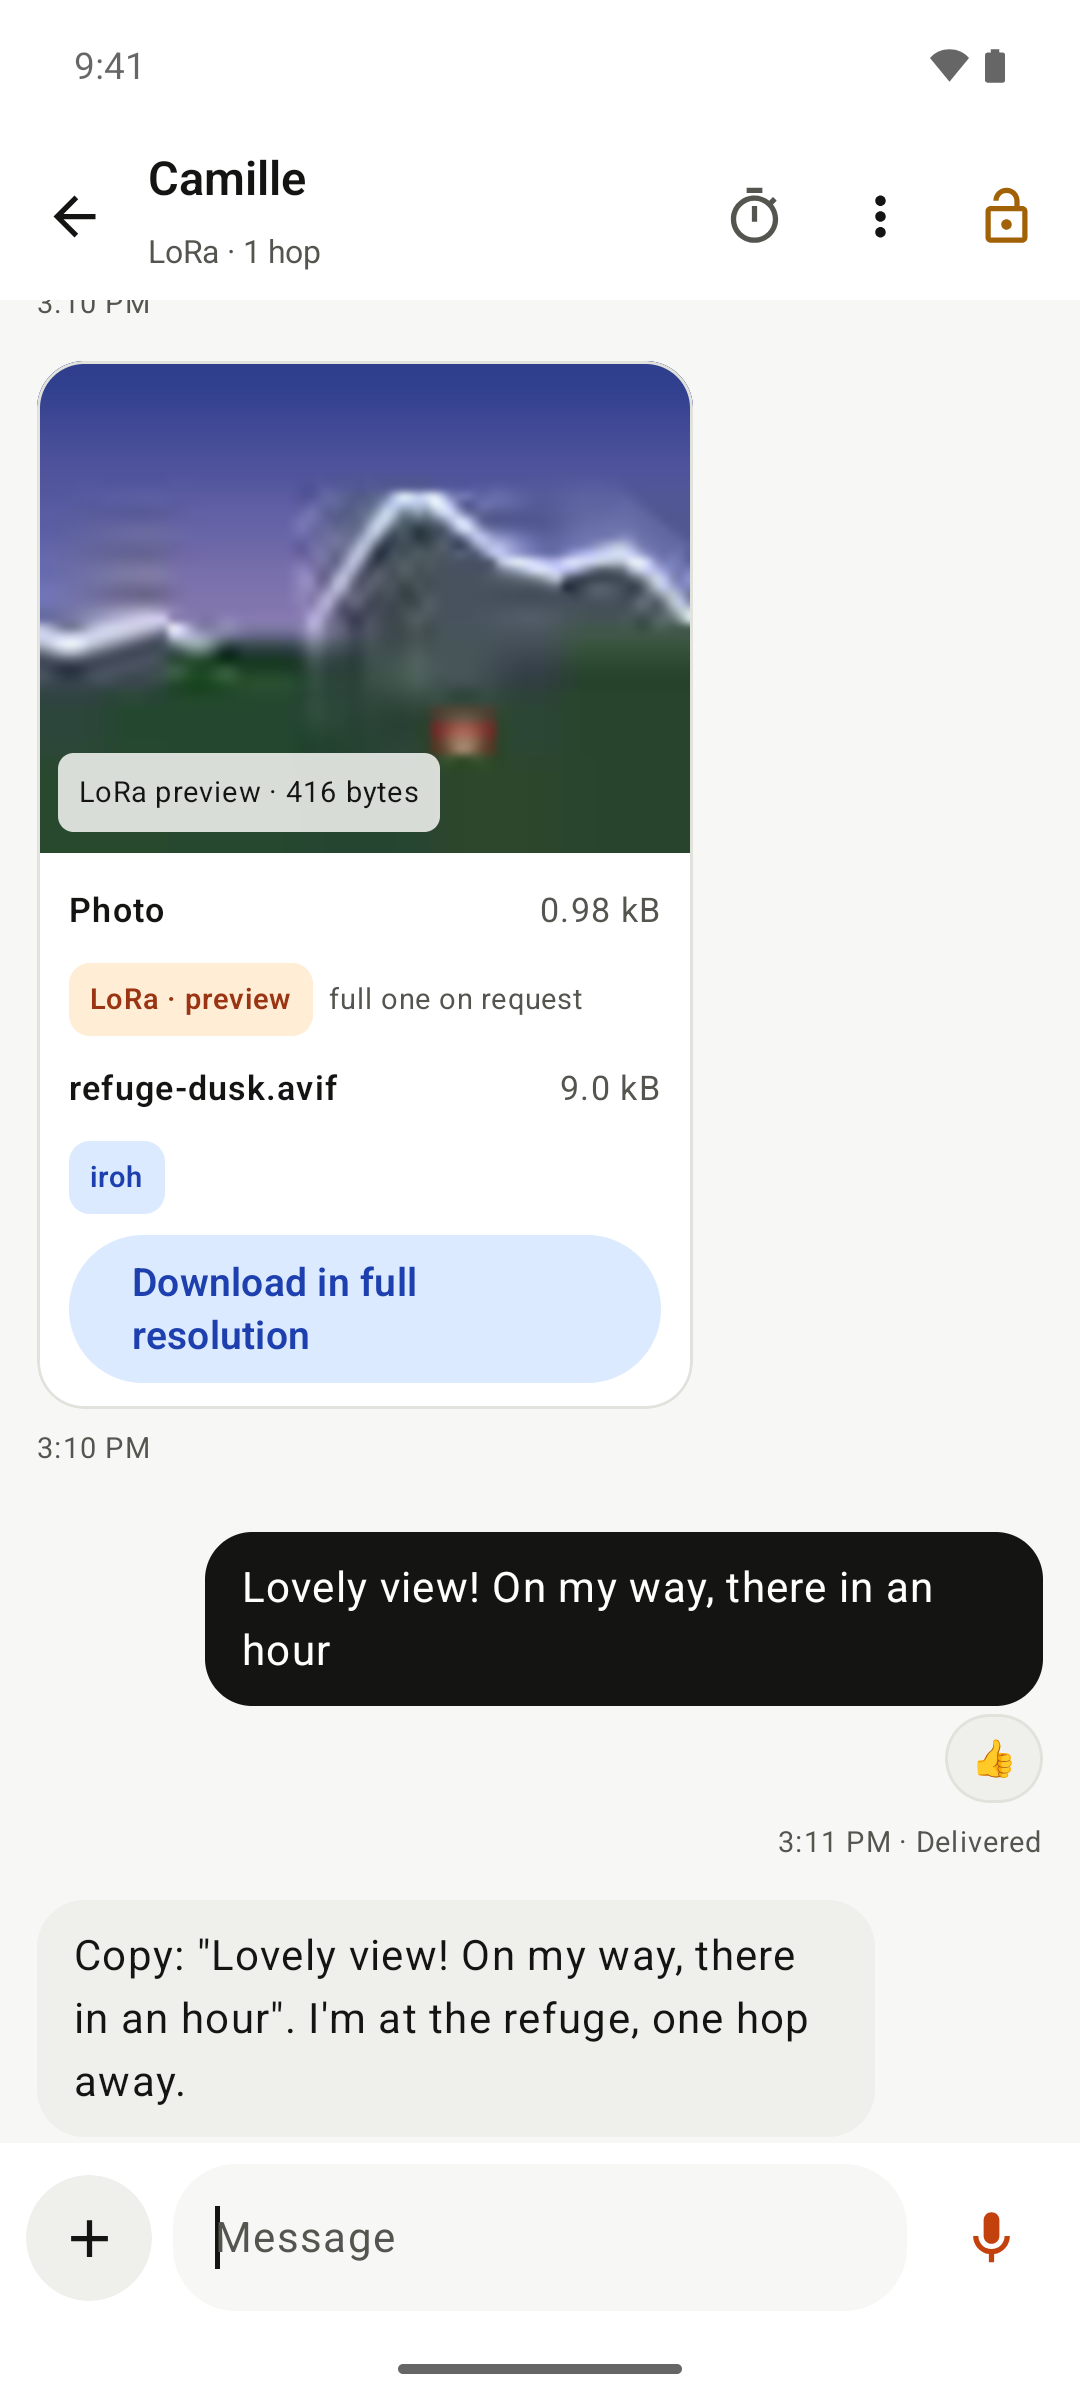 9:41
Camille
LoRa · 1 hop
3:10 PM
LoRa preview · 416 bytes
Photo 0.98 kB
LoRa · preview full one on request
refuge-dusk.avif 9.0 kB
iroh
Download in full
resolution
3:10 PM
Lovely view! On my way, there in an
hour
👍
3:11 PM · Delivered
Copy: "Lovely view! On my way, there
in an hour". I'm at the refuge, one hop
away.
Message